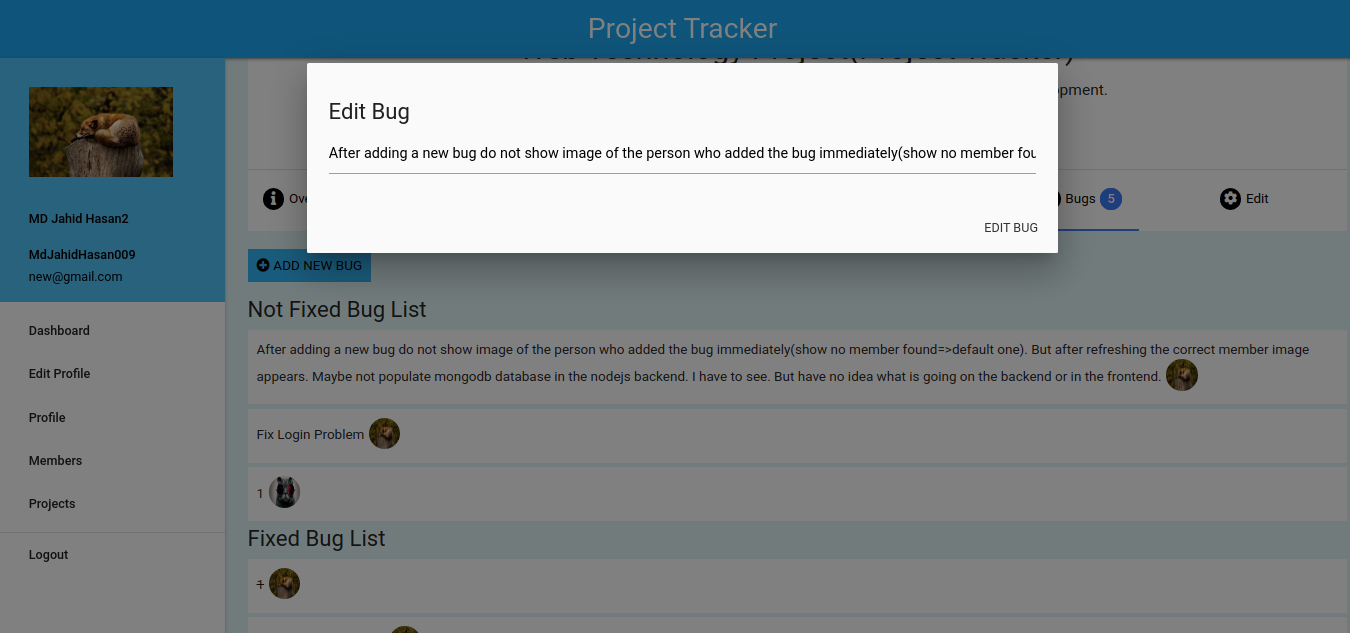 Project Tracker
Web Technology Project(Project Tracker)
opment.
MD Jahid Hasan2
MdJahidHasan009
new@gmail.com
Dashboard
Edit Profile
Profile
Members
Projects
Logout
Edit Bug
After adding a new bug do not show image of the person who added the bug immediately(show no member fou
EDIT BUG
Ove
Bugs 5
Edit
ADD NEW BUG
Not Fixed Bug List
After adding a new bug do not show image of the person who added the bug immediately(show no member found=>default one). But after refreshing the correct member image
appears. Maybe not populate mongodb database in the nodejs backend. I have to see. But have no idea what is going on the backend or in the frontend.
Fix Login Problem
1
Fixed Bug List
1